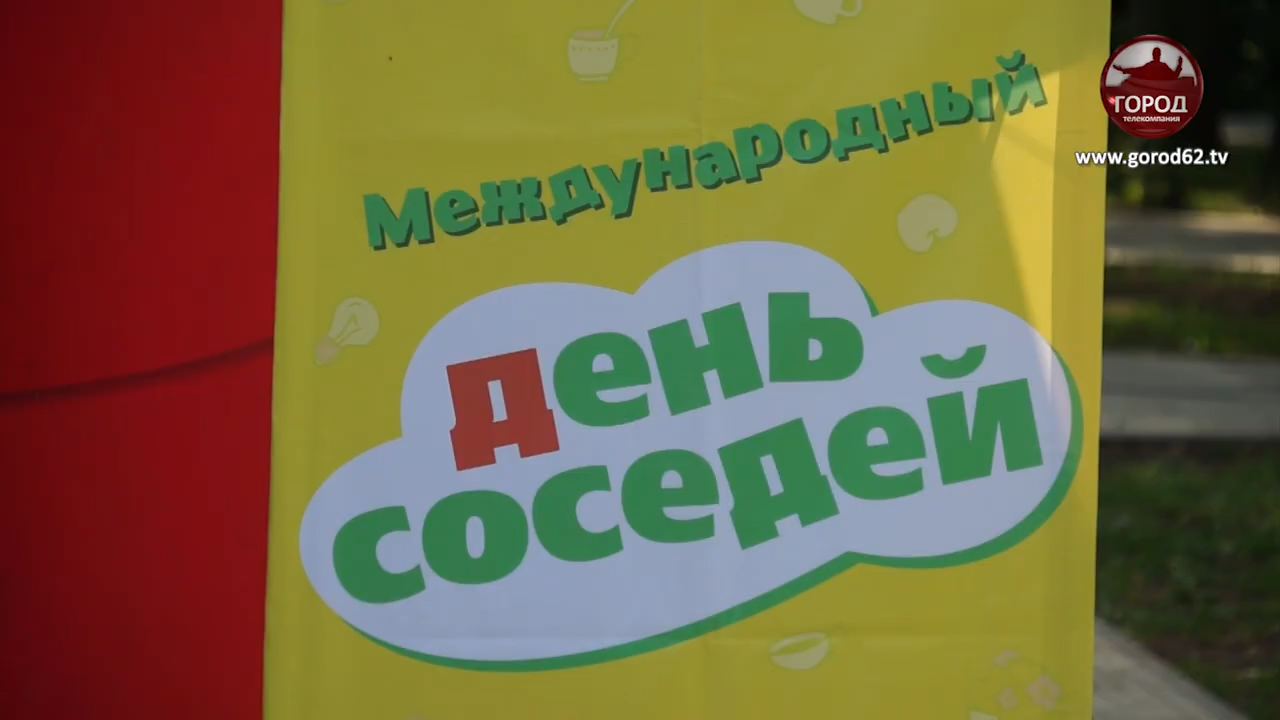 Международный
день
соседей
ГОРОД
телекомпания
www.gorod62.tv